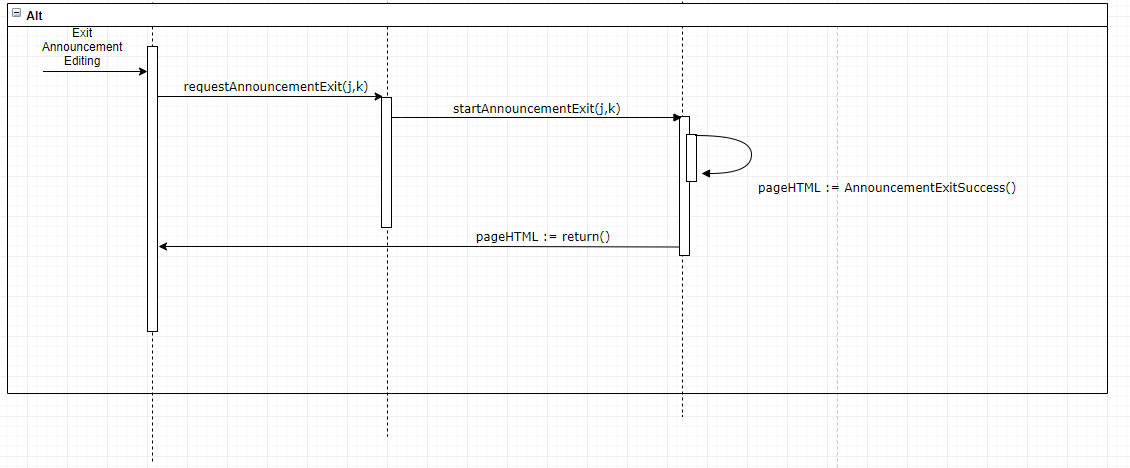 Alt
Exit
Announcement
Editing
requestAnnouncementExit(j,k)
startAnnouncementExit(j,k)
pageHTML := AnnouncementExitSuccess()
pageHTML := return()